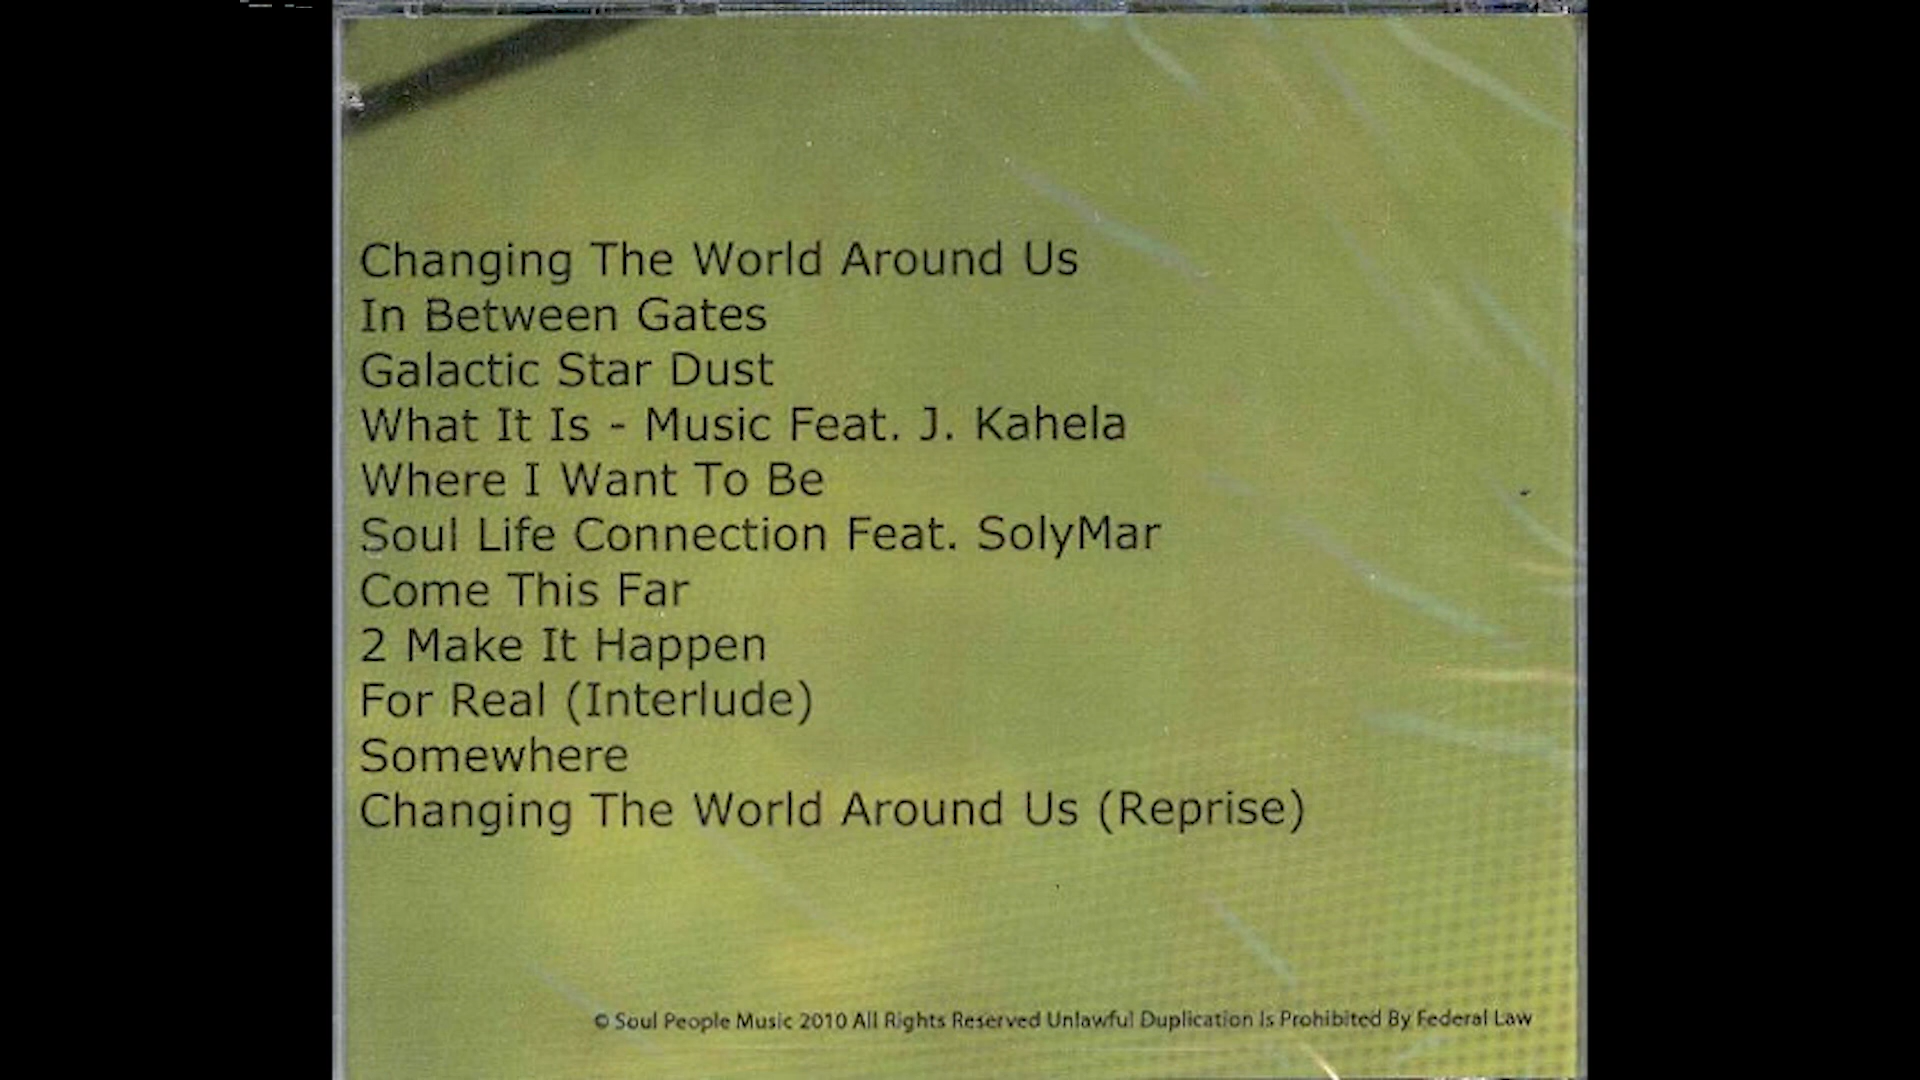 Changing The World Around Us
In Between Gates
Galactic Star Dust
What It Is - Music Feat. J. Kahela
Where I Want To Be
Soul Life Connection Feat. SolyMar
Come This Far
2 Make It Happen
For Real (Interlude)
Somewhere
Changing The World Around Us (Reprise)
© Soul People Music 2010 All Rights Reserved Unlawful Duplication Is Prohibited By Federal Law